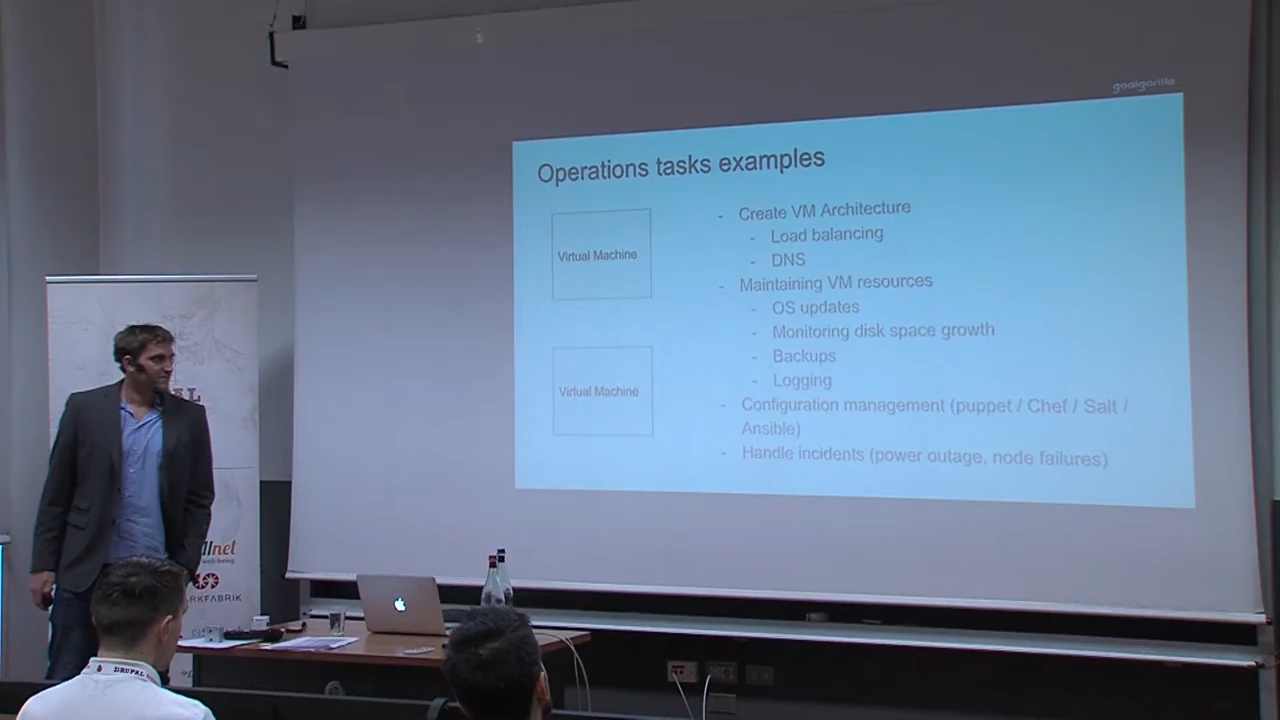 goalgorilla
Operations tasks examples
Virtual Machine
Virtual Machine
- Create VM Architecture
- Load balancing
- DNS
- Maintaining VM resources
- OS updates
- Monitoring disk space growth
- Backups
- Logging
- Configuration management (puppet / Chef / Salt /
Ansible)
- Handle incidents (power outage, node failures)
DRUPAL